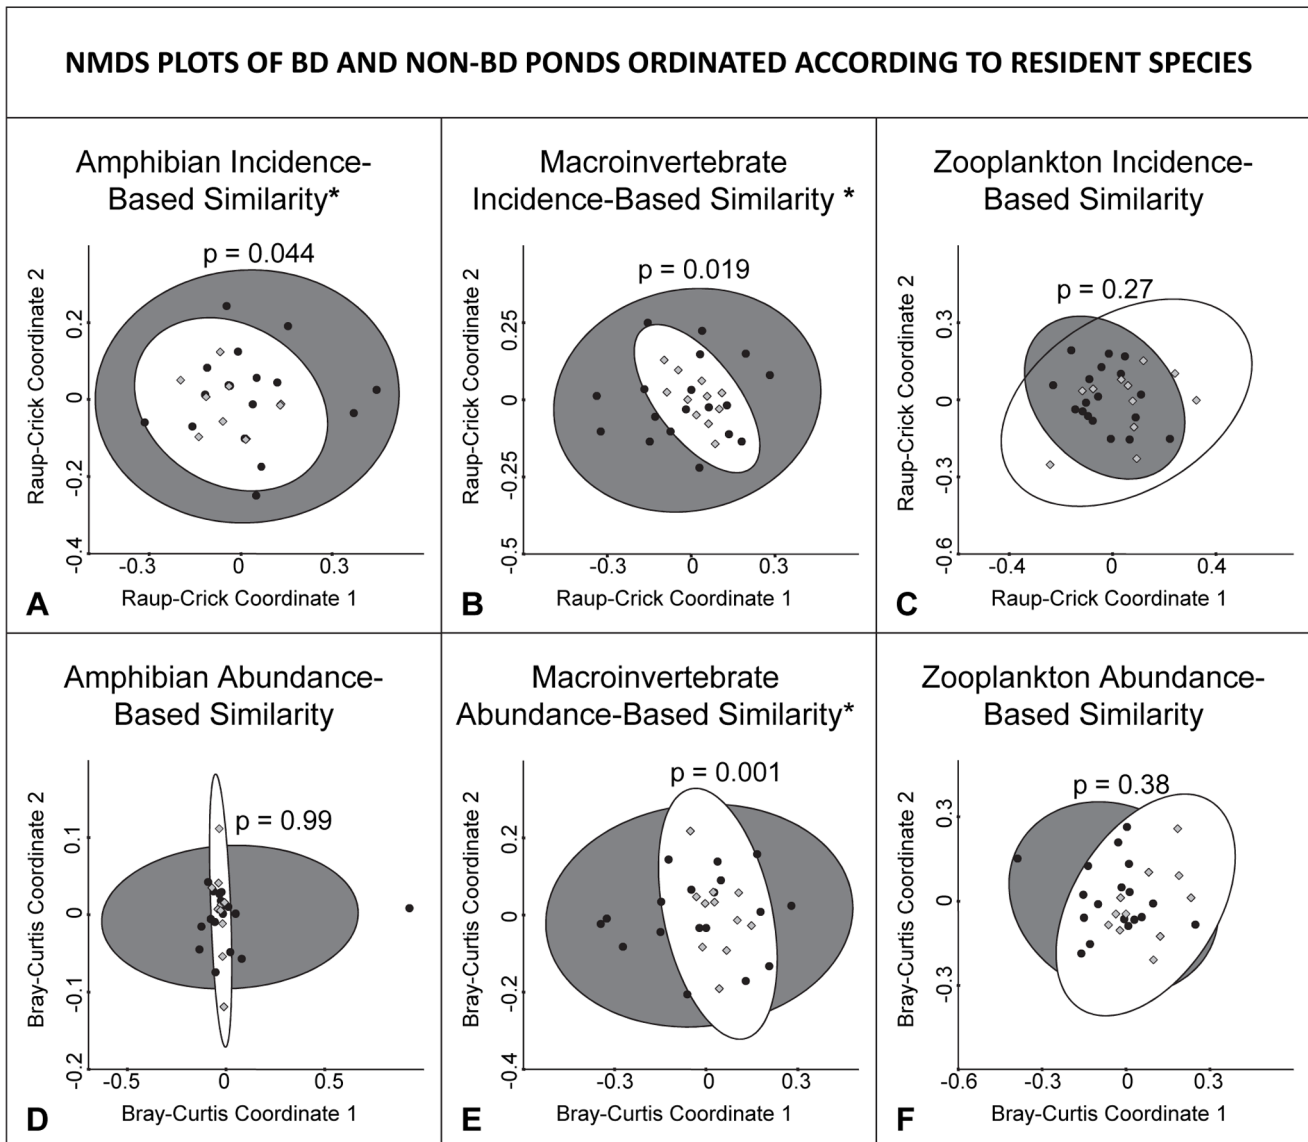 NMDS PLOTS OF BD AND NON-BD PONDS ORDINATED ACCORDING TO RESIDENT SPECIES
Amphibian Incidence-
Based Similarity*
p = 0.044
Raup-Crick Coordinate 2
0.2
0
-0.2
-0.4
-0.3
0
0.3
Raup-Crick Coordinate 1
A
Macroinvertebrate
Incidence-Based Similarity *
p = 0.019
Raup-Crick Coordinate 2
0.25
0
-0.25
-0.5
-0.3
0
0.3
Raup-Crick Coordinate 1
B
Zooplankton Incidence-
Based Similarity
p = 0.27
Raup-Crick Coordinate 2
0.3
0
-0.3
-0.6
-0.4
0
0.4
Raup-Crick Coordinate 1
C
Amphibian Abundance-
Based Similarity
p = 0.99
Bray-Curtis Coordinate 2
0.1
0
-0.1
-0.2
-0.5
0
0.5
Bray-Curtis Coordinate 1
D
Macroinvertebrate
Abundance-Based Similarity*
p = 0.001
Bray-Curtis Coordinate 2
0.2
0
-0.2
-0.4
-0.3
0
0.3
Bray-Curtis Coordinate 1
E
Zooplankton Abundance-
Based Similarity
p = 0.38
Bray-Curtis Coordinate 2
0.3
0
-0.3
-0.6
-0.3
0
0.3
Bray-Curtis Coordinate 1
F